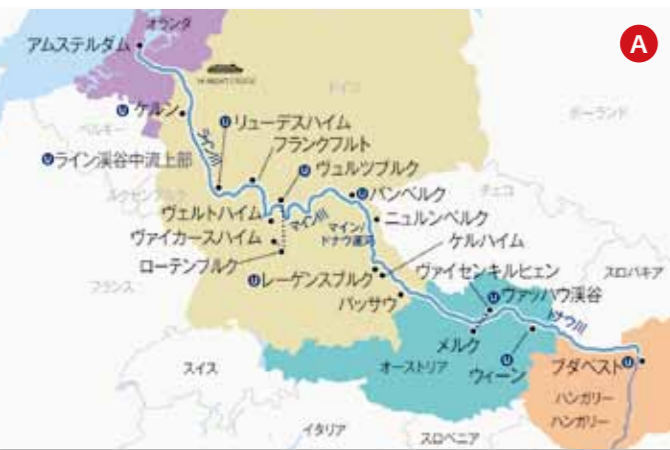 オランダ
アムステルダム
A
14-NIGHT CRUISE
ドイツ
ポーランド
ケルン
ベルギー
ライン川
リューデスハイム
フランクフルト
ライン渓谷中流上部
ヴュルツブルク
ルクセンブルク
バンベルク
チェコ
ヴェルトハイム
マイン川
マイン/
ドナウ運河
ニュルンベルク
ヴァイカースハイム
ケルハイム
ローテンブルク
ヴァイセンキルヒェン
スロバキア
レーゲンスブルク
ヴァッハウ渓谷
フランス
パッサウ
ドナウ川
メルク
スイス
オーストリア
ウィーン
ブダペスト
ハンガリー
ハンガリー
イタリア
スロベニア